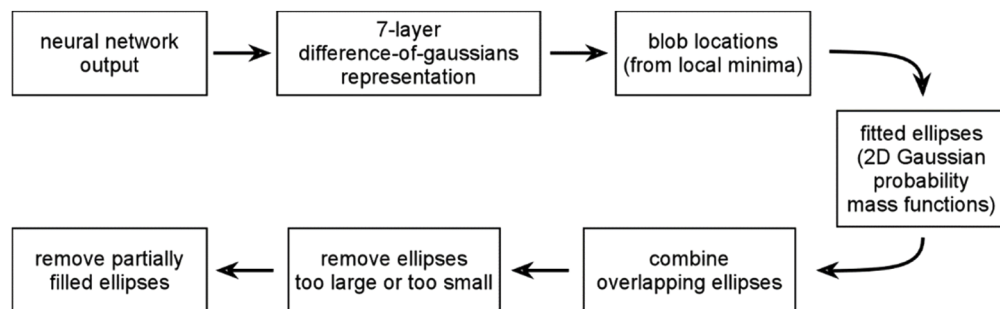 neural network
output
7-layer
difference-of-gaussians
representation
blob locations
(from local minima)
fitted ellipses
(2D Gaussian
probability
mass functions)
combine
overlapping ellipses
remove ellipses
too large or too small
remove partially
filled ellipses